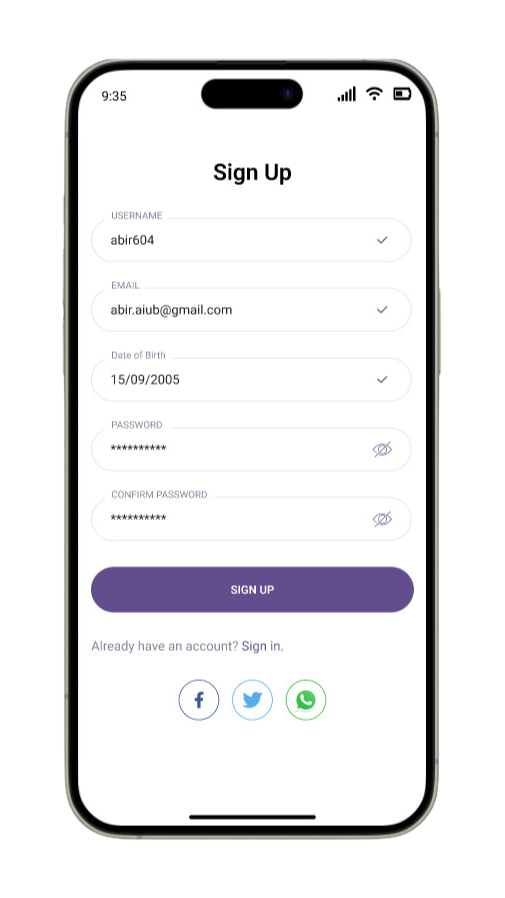 9:35
Sign Up
USERNAME
abir604
EMAIL
abir.aiub@gmail.com
Date of Birth
15/09/2005
PASSWORD
**********
CONFIRM PASSWORD
**********
SIGN UP
Already have an account? Sign in.